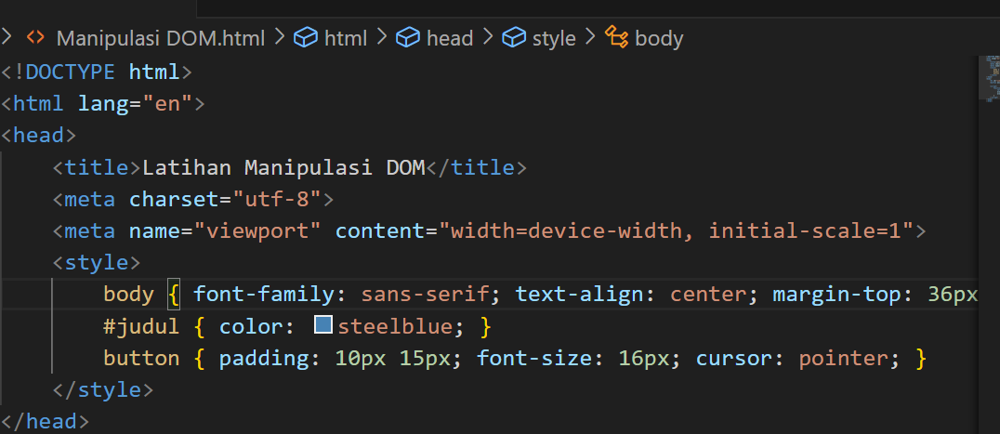 Manipulasi DOM.html > html > head > style > body
<!DOCTYPE html>
<html lang="en">
<head>
<title>Latihan Manipulasi DOM</title>
<meta charset="utf-8">
<meta name="viewport" content="width=device-width, initial-scale=1">
<style>
body { font-family: sans-serif; text-align: center; margin-top: 36px
#judul { color: steelblue; }
button { padding: 10px 15px; font-size: 16px; cursor: pointer; }
</style>
</head>